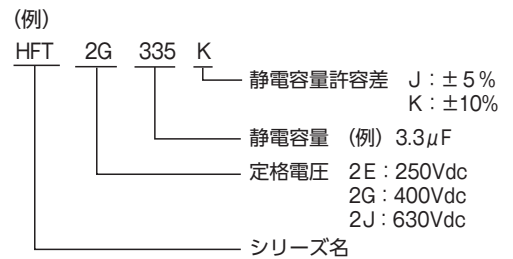 (例)
HFT 2G 335 K
静電容量許容差 J：±5%
K：±10%
静電容量 (例) 3.3μF
定格電圧 2E：250Vdc
2G：400Vdc
2J：630Vdc
シリーズ名